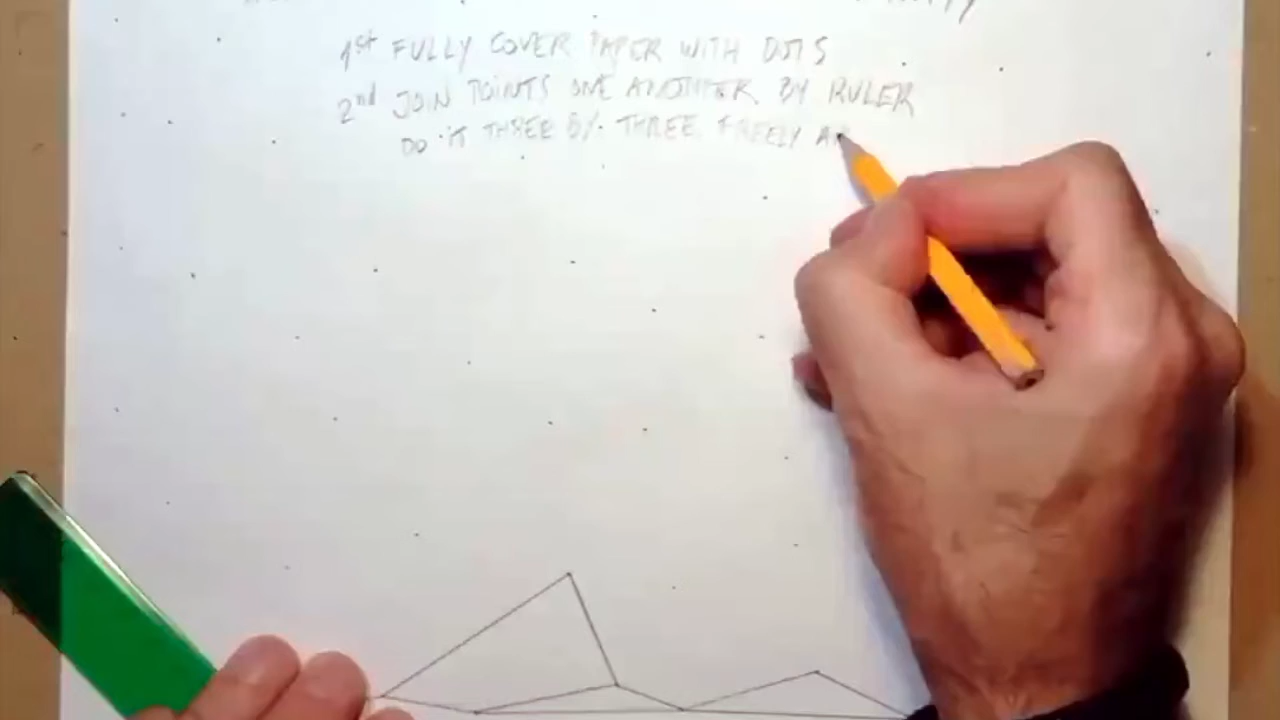 1st FULLY COVER PAPER WITH DOTS
2nd JOIN POINTS ONE ANOTHER BY RULER
DO IT THREE BY THREE FREELY